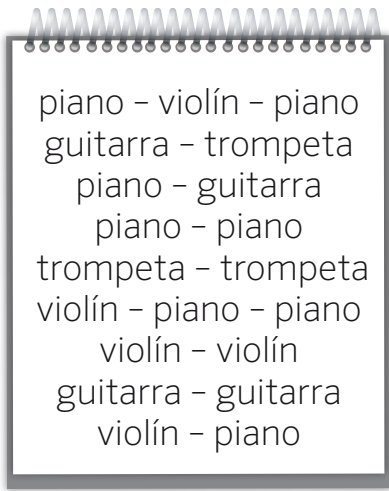 piano – violín – piano
guitarra – trompeta
piano – guitarra
piano – piano
trompeta – trompeta
violín – piano – piano
violín – violín
guitarra – guitarra
violín – piano